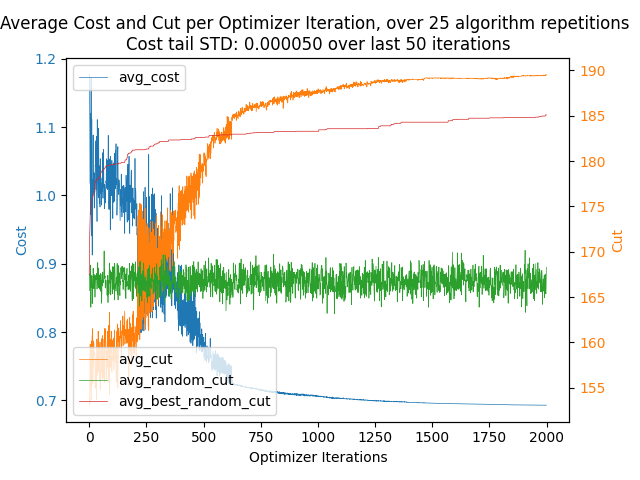 Average Cost and Cut per Optimizer Iteration, over 25 algorithm repetitions
Cost tail STD: 0.000050 over last 50 iterations
avg_cost
avg_cut
avg_random_cut
avg_best_random_cut
Cost
1.2
1.1
1.0
0.9
0.8
0.7
Cut
190
185
180
175
170
165
160
155
0 250 500 750 1000 1250 1500 1750 2000
Optimizer Iterations